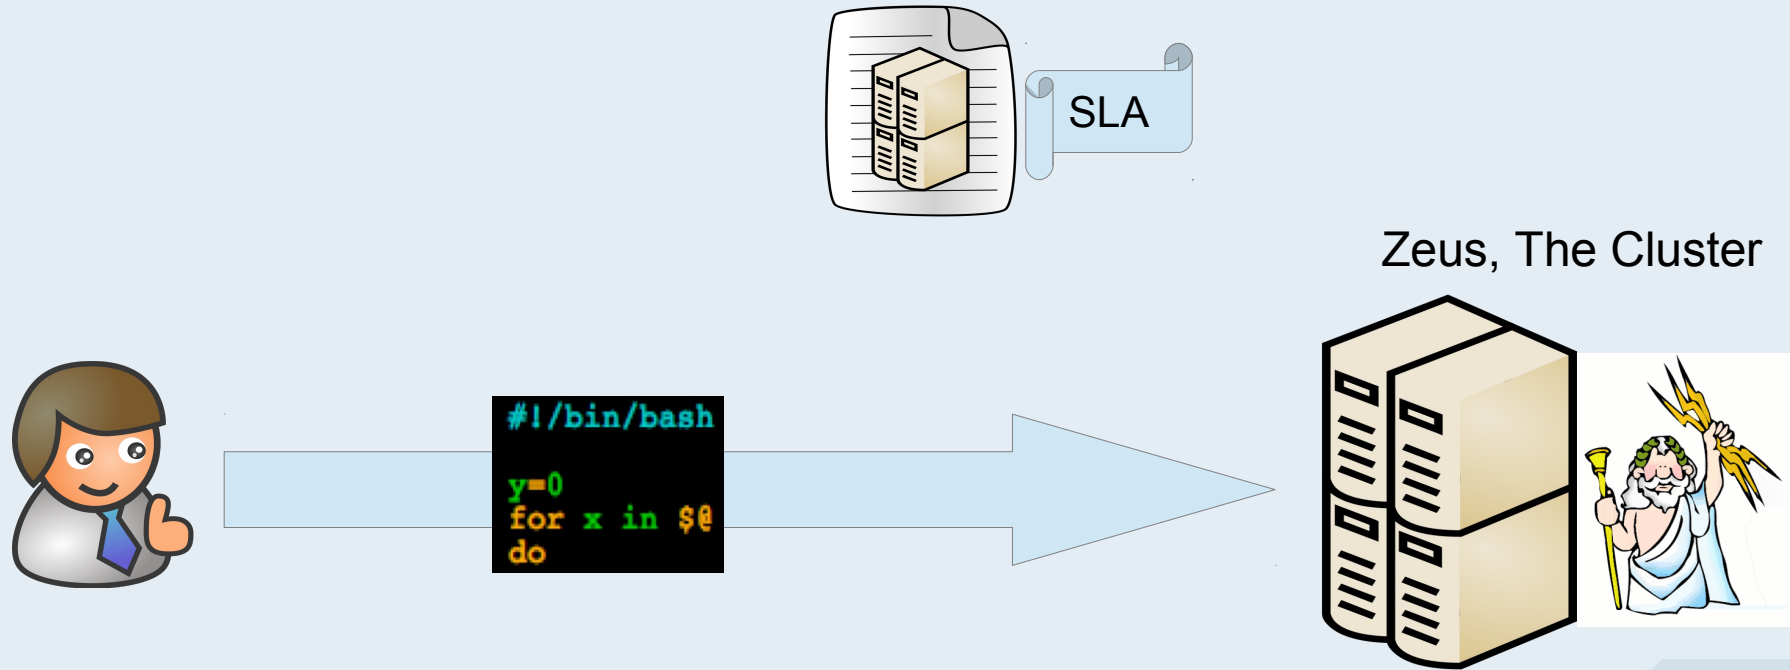 SLA
Zeus, The Cluster
#!/bin/bash
y=0
for x in $@
do